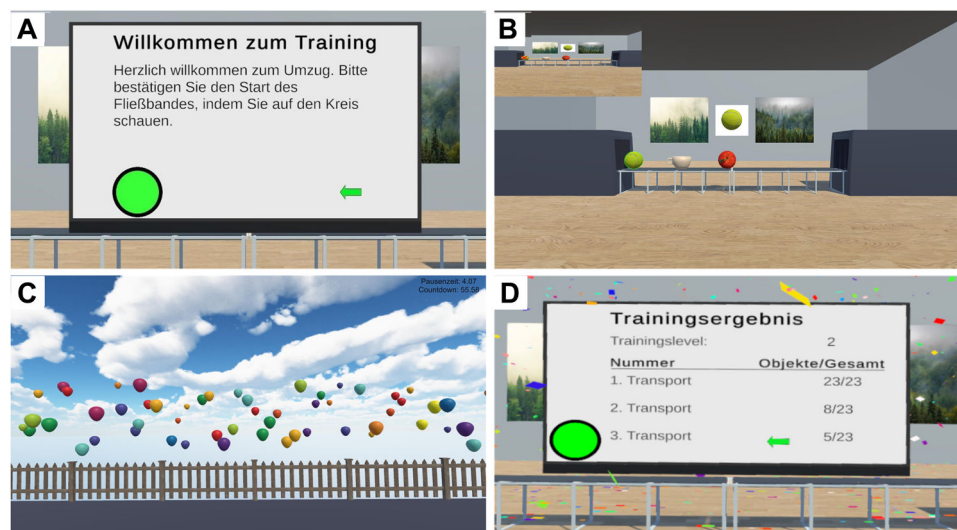 A
Willkommen zum Training
Herzlich willkommen zum Umzug. Bitte
bestätigen Sie den Start des
Fließbandes, indem Sie auf den Kreis
schauen.
B
C
Pausenzeit: 4.07
Countdown: 55.58
D
Trainingsergebnis
Trainingslevel: 2
Nummer Objekte/Gesamt
1. Transport 23/23
2. Transport 8/23
3. Transport 5/23